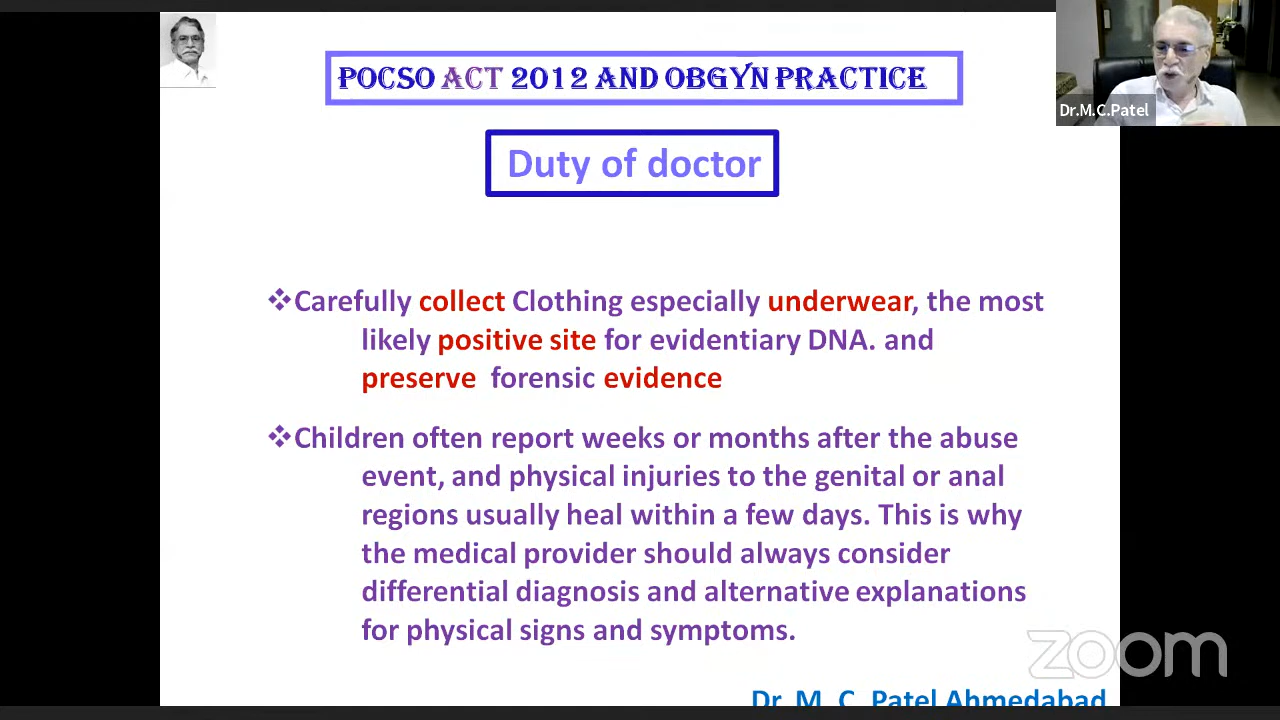 POCSO ACT 2012 AND OBGYN PRACTICE
Dr.M.C.Patel
Duty of doctor
❖Carefully collect Clothing especially underwear, the most
likely positive site for evidentiary DNA. and
preserve forensic evidence
❖Children often report weeks or months after the abuse
event, and physical injuries to the genital or anal
regions usually heal within a few days. This is why
the medical provider should always consider
differential diagnosis and alternative explanations
for physical signs and symptoms.
zoom
Dr. M. C. Patel Ahmedabad